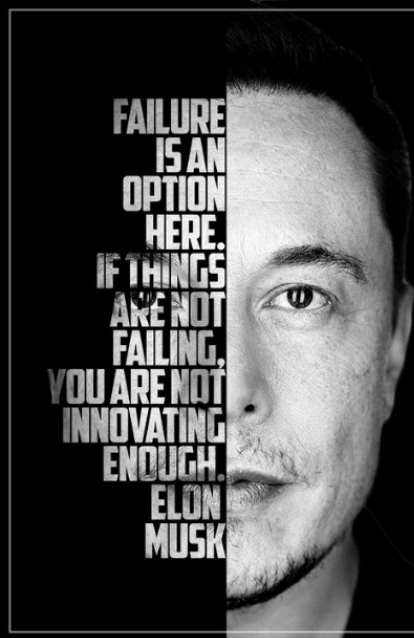 FAILURE
IS AN
OPTION
HERE.
IF THINGS
ARE NOT
FAILING,
YOU ARE NOT
INNOVATING
ENOUGH.
ELON
MUSK